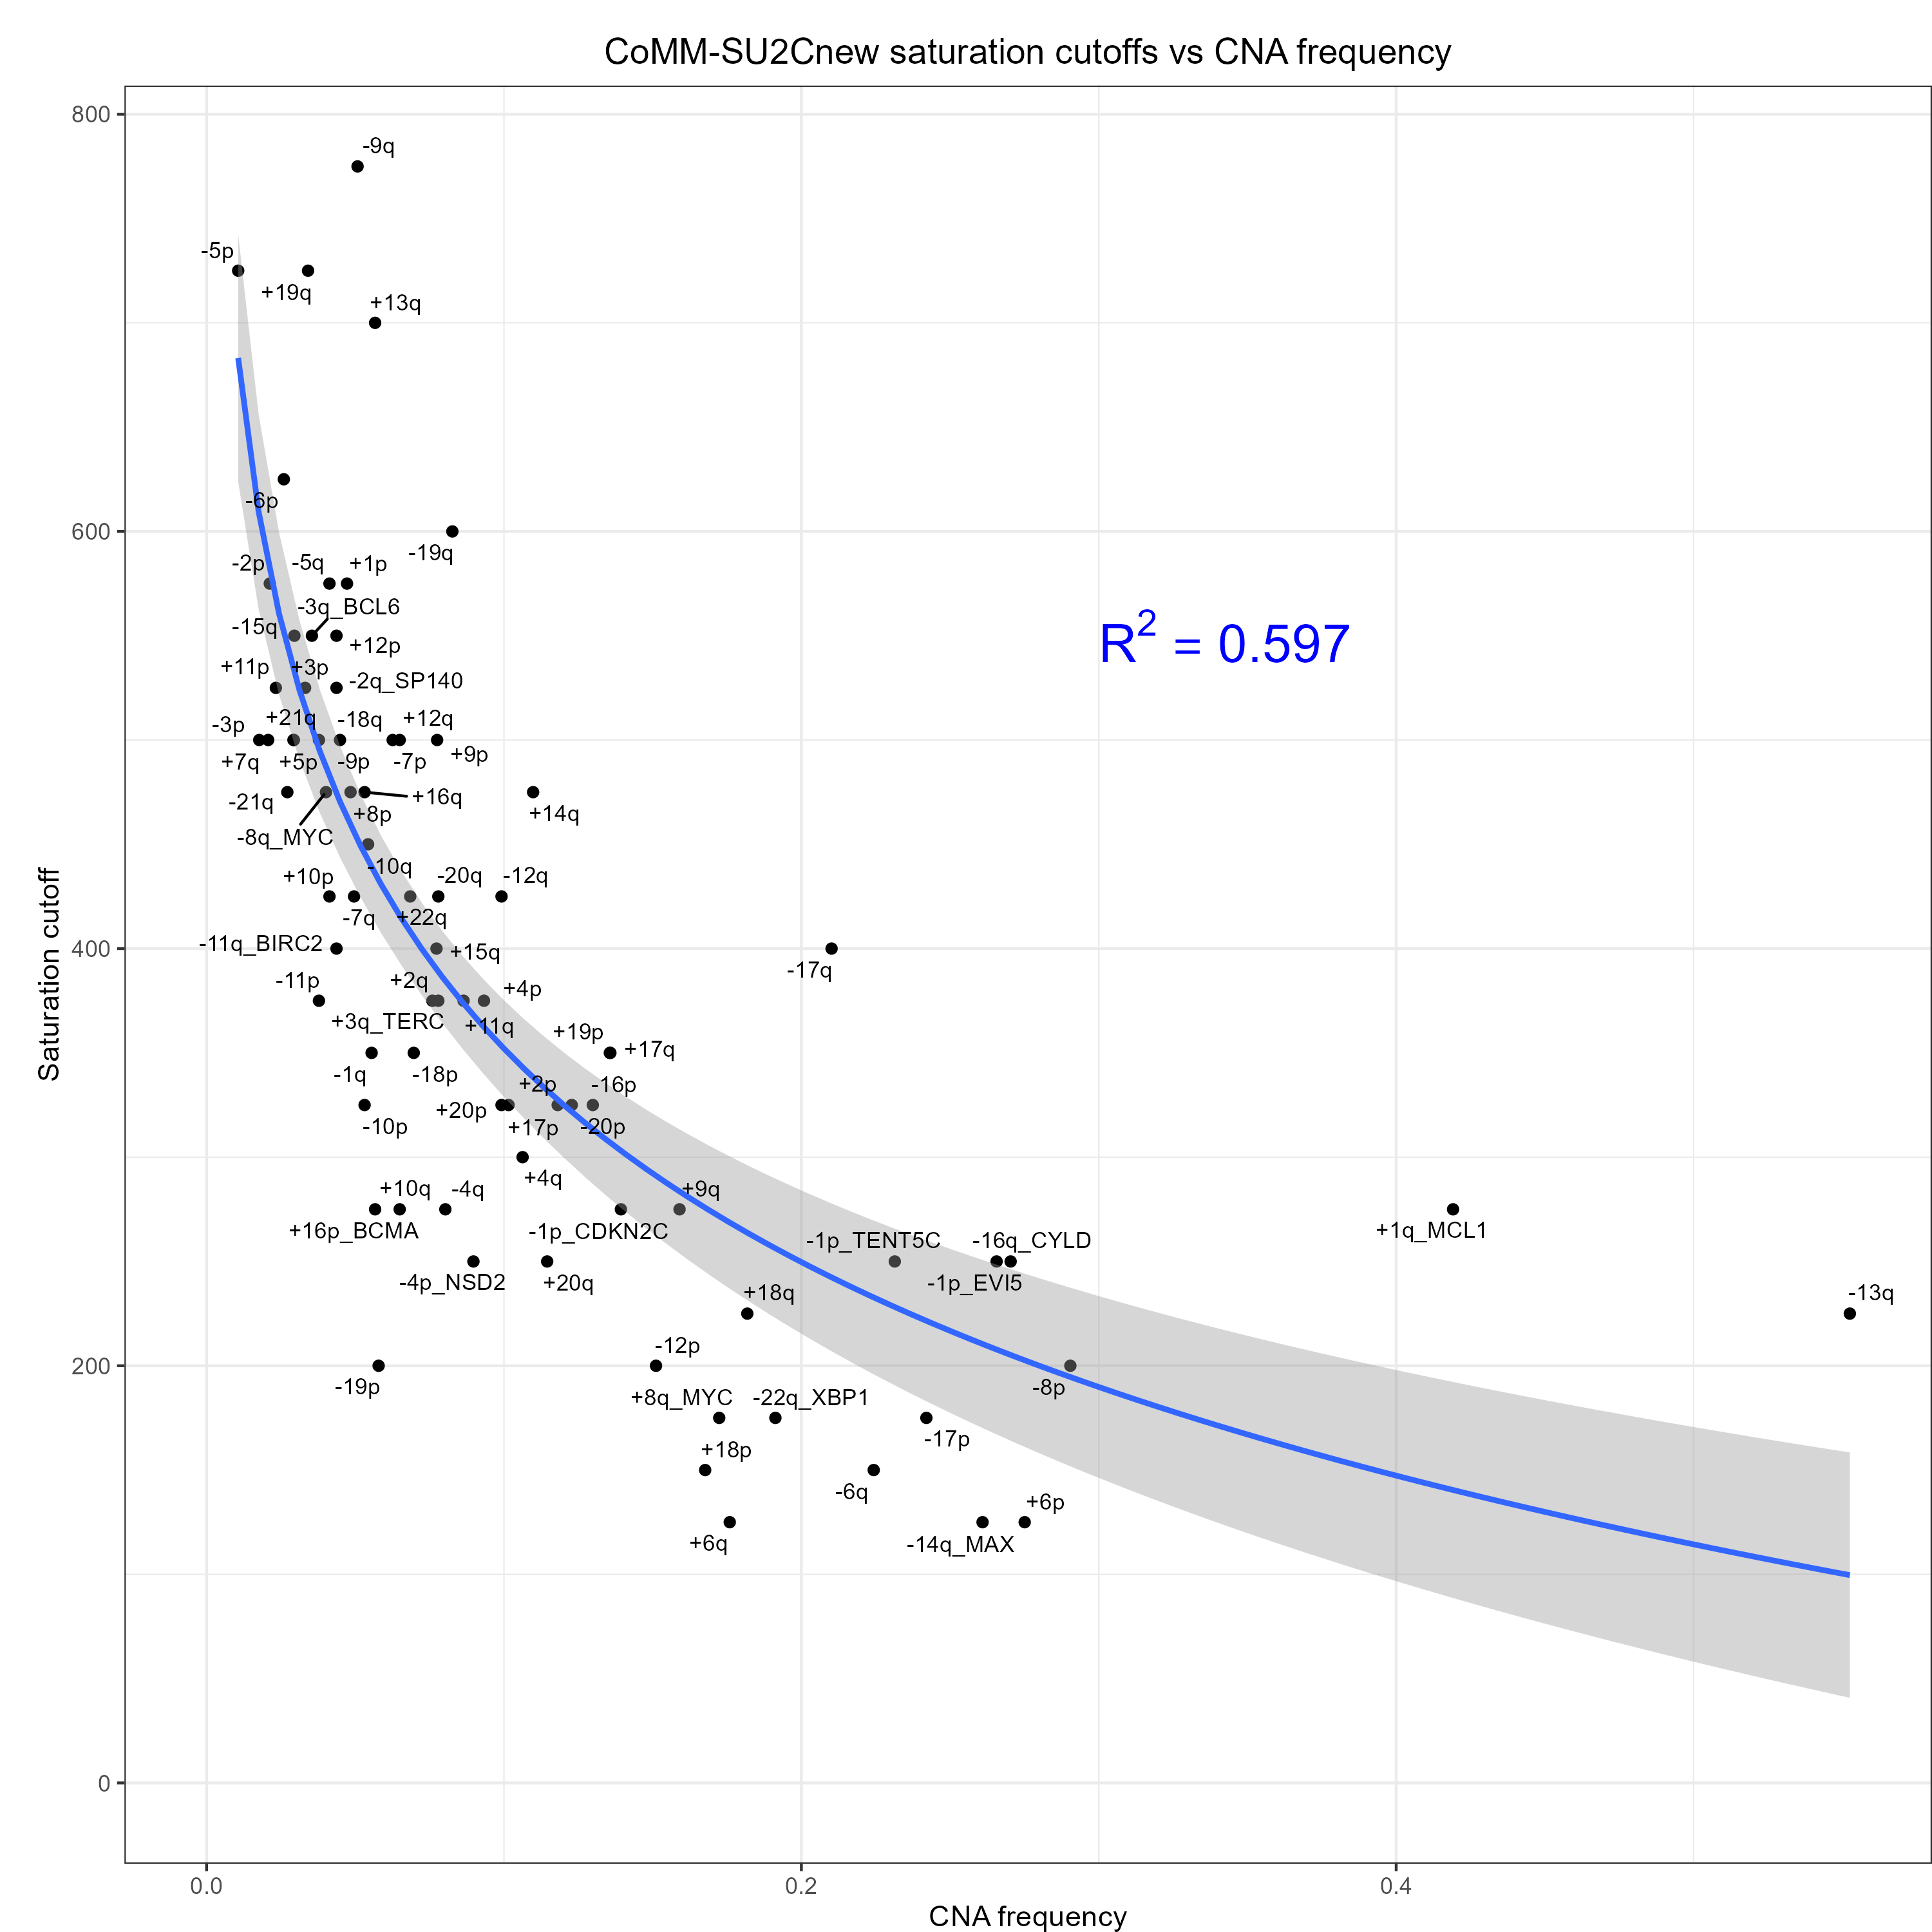 CoMM-SU2Cnew saturation cutoffs vs CNA frequency
800
-9q
-5p
+19q
+13q
-6p
600
-19q
-2p
-5q
+1p
-3q_BCL6
-15q
+12p
R2 = 0.597
+11p
+3p
-2q_SP140
-3p
+21q
-18q
+12q
+7q
+5p
-9p
-7p
+9p
-21q
+16q
+8p
+14q
-8q_MYC
-10q
+10p
-20q
-12q
-7q
+22q
-11q_BIRC2
400
+15q
-17q
-11p
+2q
+4p
+3q_TERC
+11q
+19p
+17q
-1q
-18p
+2p
-16p
+20p
-10p
+17p
-20p
+4q
+10q
-4q
+9q
+16p_BCMA
-1p_CDKN2C
-1p_TENT5C
-16q_CYLD
+1q_MCL1
-4p_NSD2
+20q
-1p_EVI5
+18q
-13q
200
-12p
-19p
-8p
+8q_MYC
-22q_XBP1
-17p
+18p
-6q
+6p
+6q
-14q_MAX
0
0.0
0.2
0.4
CNA frequency
Saturation cutoff